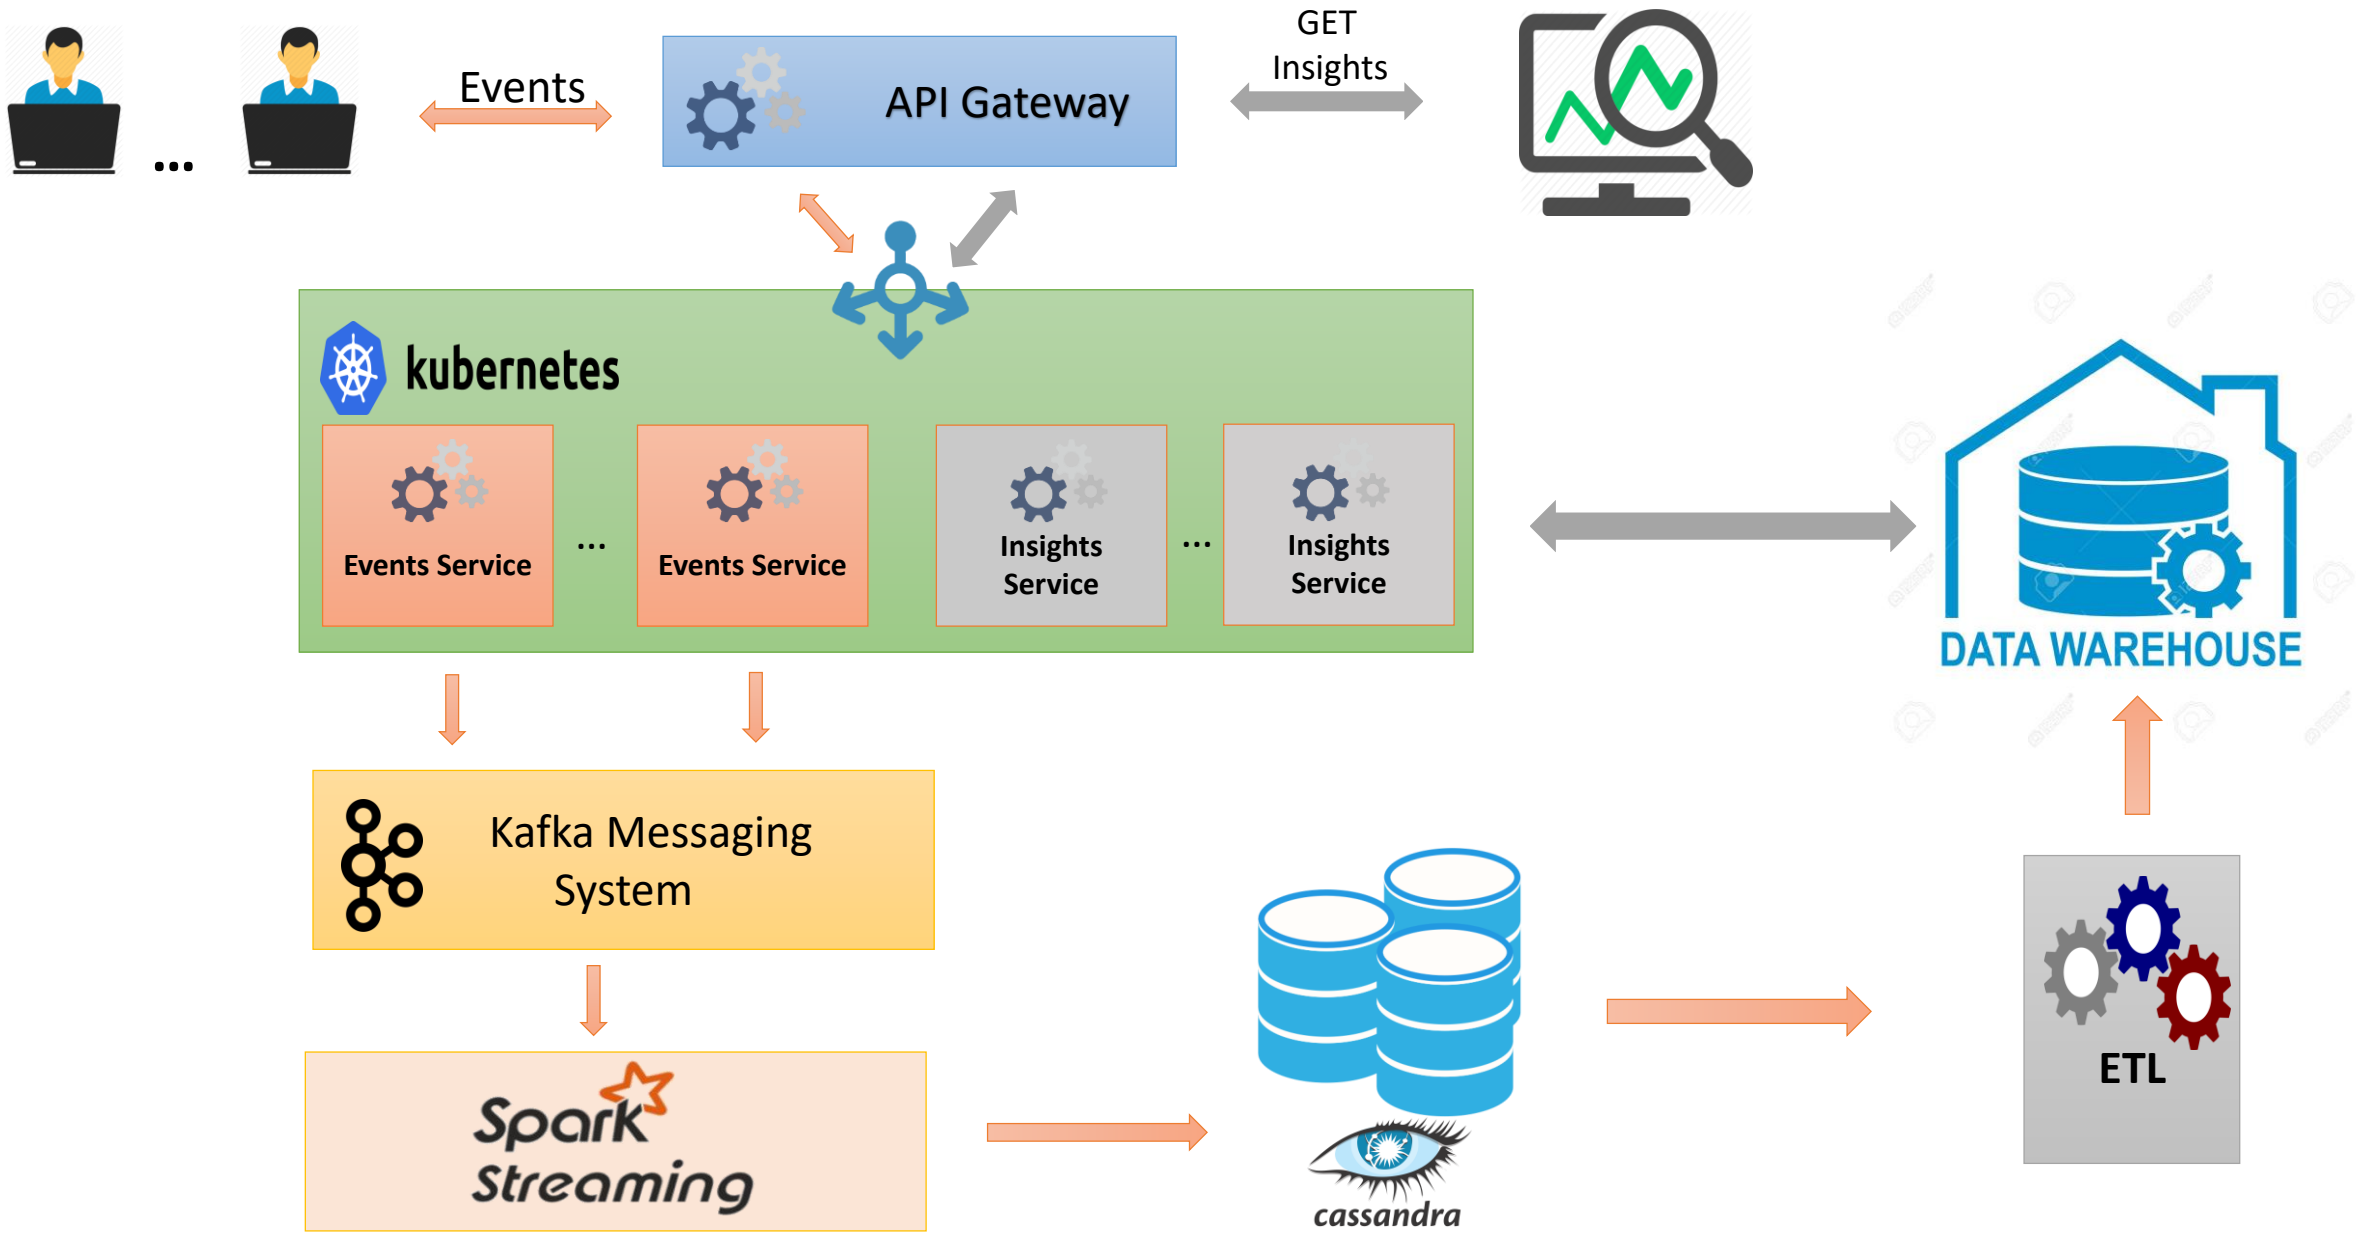 Events
API Gateway
GET
Insights
...
kubernetes
Events Service
...
Events Service
Insights
Service
...
Insights
Service
DATA WAREHOUSE
Kafka Messaging
System
Spark
Streaming
cassandra
ETL